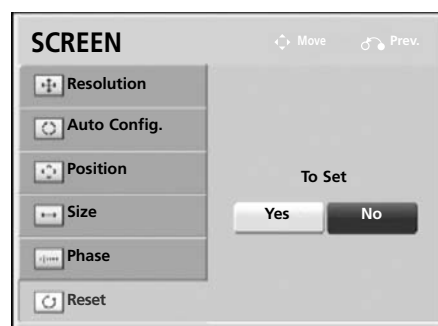 SCREEN
Move Prev.
Resolution
Auto Config.
Position
Size
Phase
Reset
To Set
Yes No